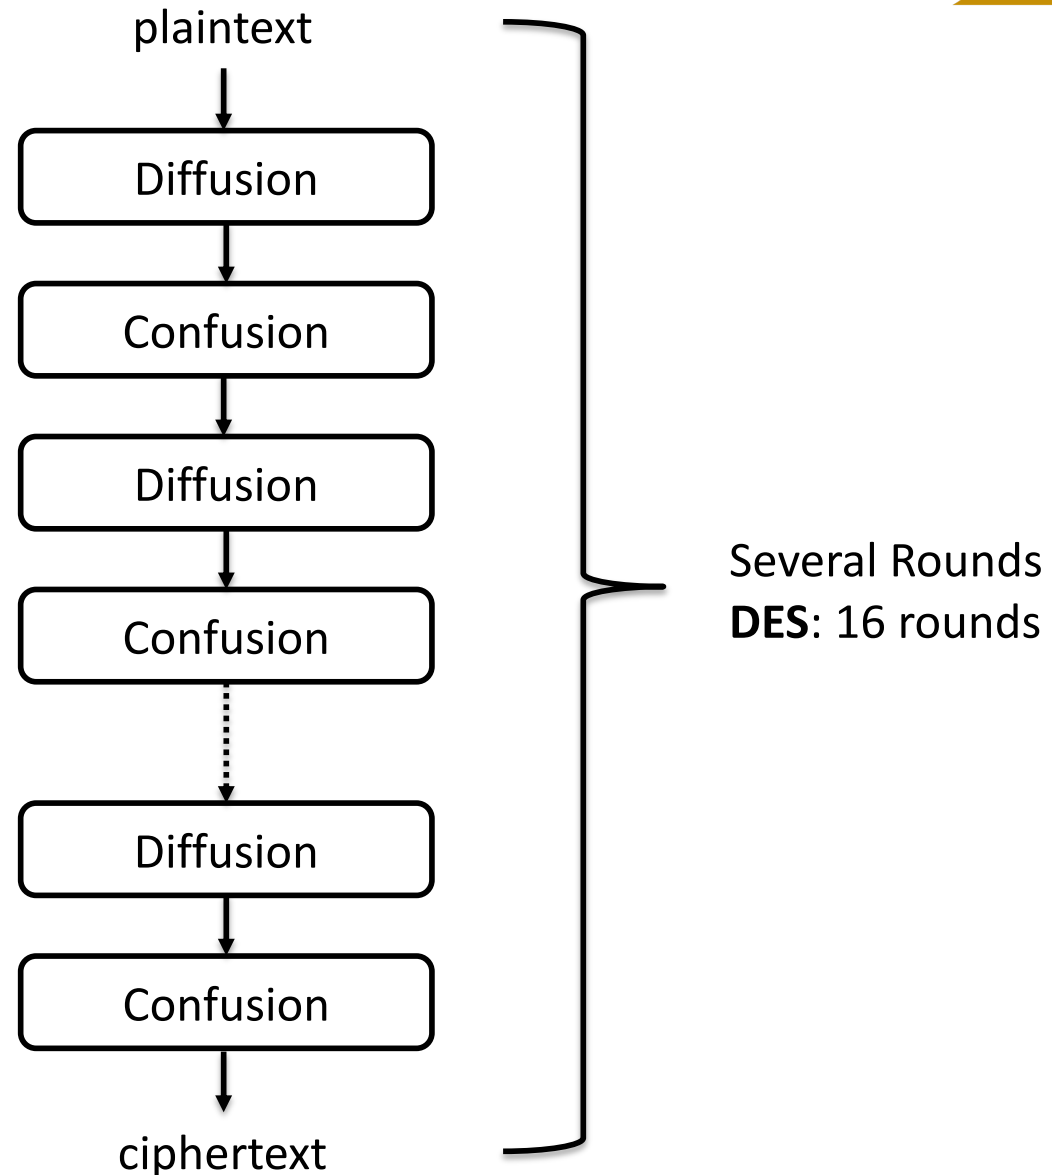 plaintext
Diffusion
Confusion
Diffusion
Confusion
Several Rounds
DES: 16 rounds
Diffusion
Confusion
ciphertext